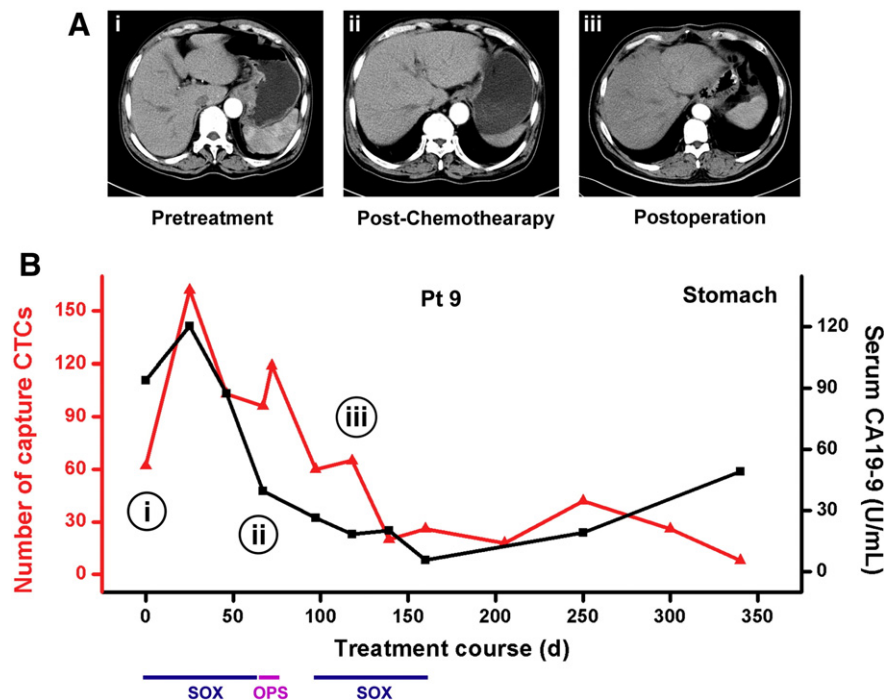 A
i
ii
iii
Pretreatment
Post-Chemothearapy
Postoperation
B
Pt 9
Stomach
Number of capture CTCs
150
120
90
60
30
0
Serum CA19-9 (U/mL)
120
90
60
30
0
i
ii
iii
0 50 100 150 200 250 300 350
Treatment course (d)
SOX OPS SOX